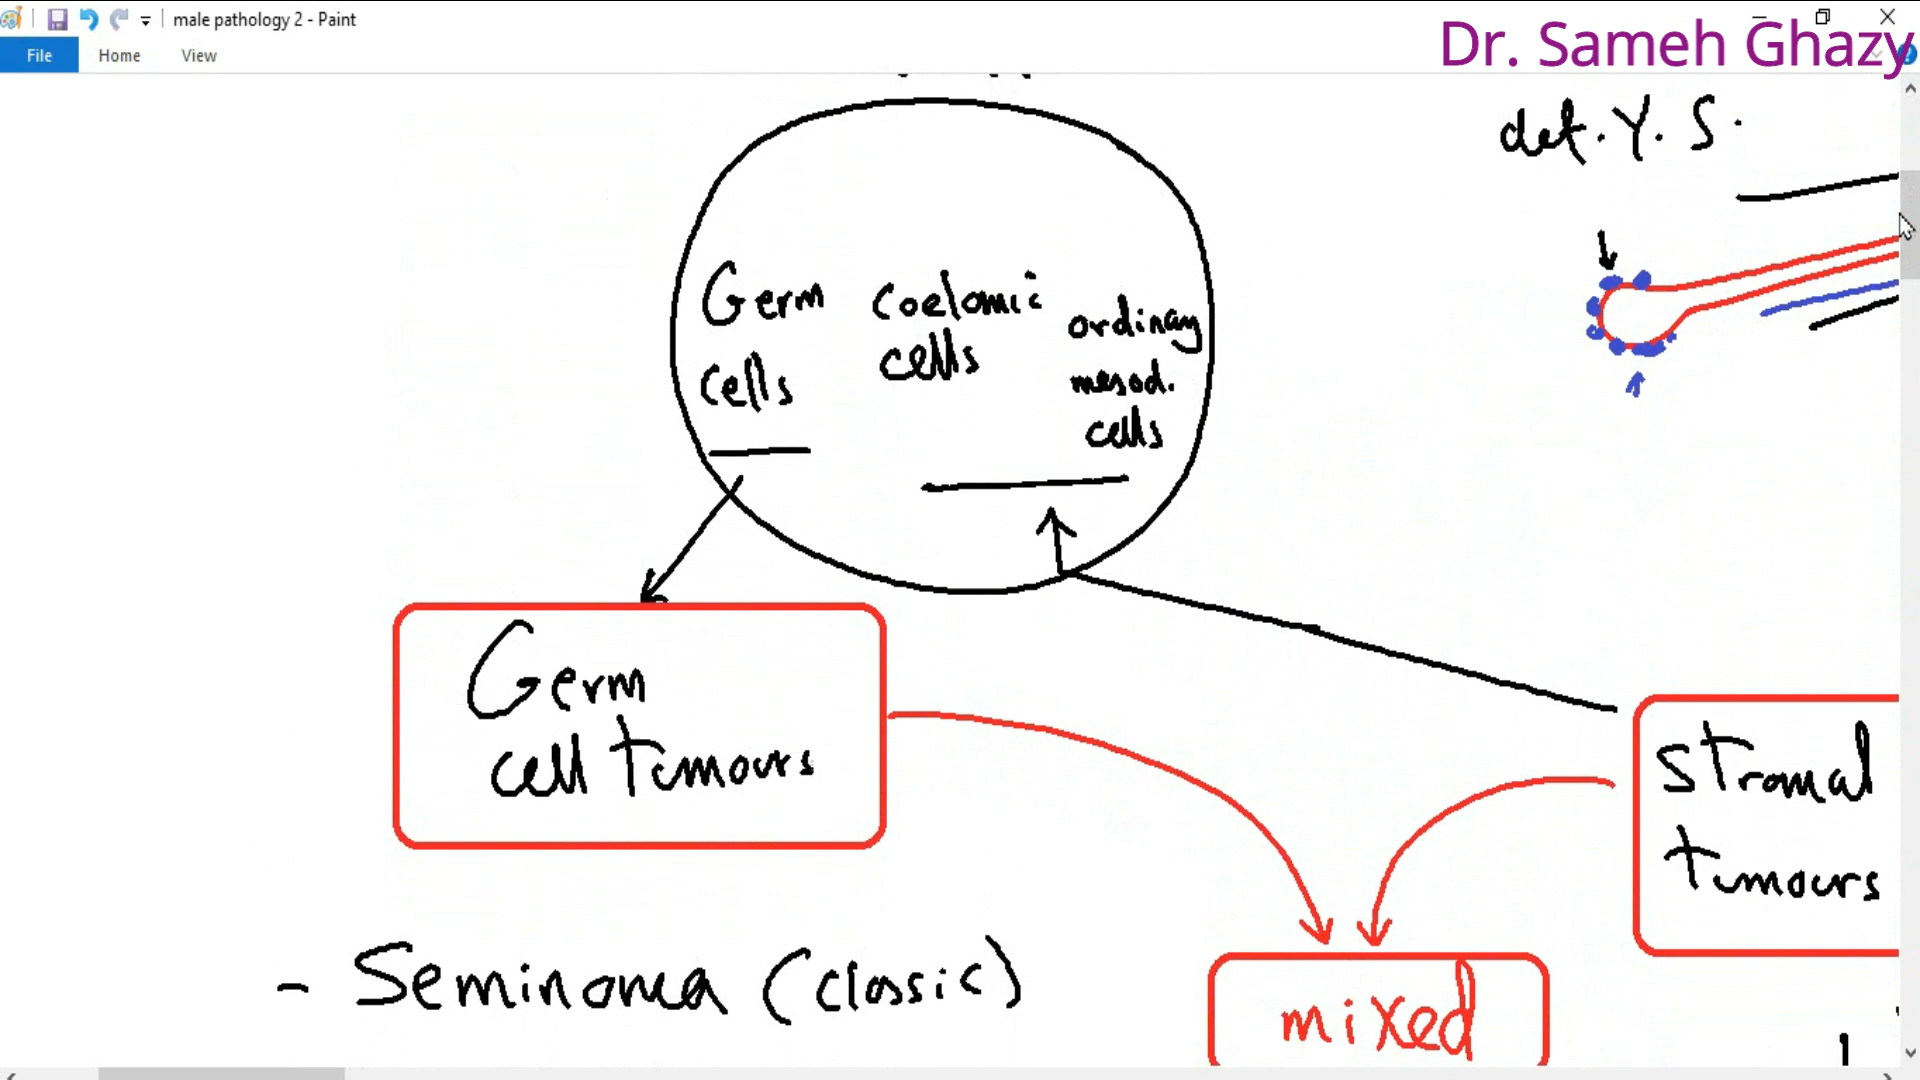 male pathology 2 - Paint
Dr. Sameh Ghazy
File Home View
def. Y. S.
Germ
cells
coelomic
cells
ordinary
mesod.
cells
Germ
cell tumours
stromal
tumours
- Seminoma (classic)
mixed